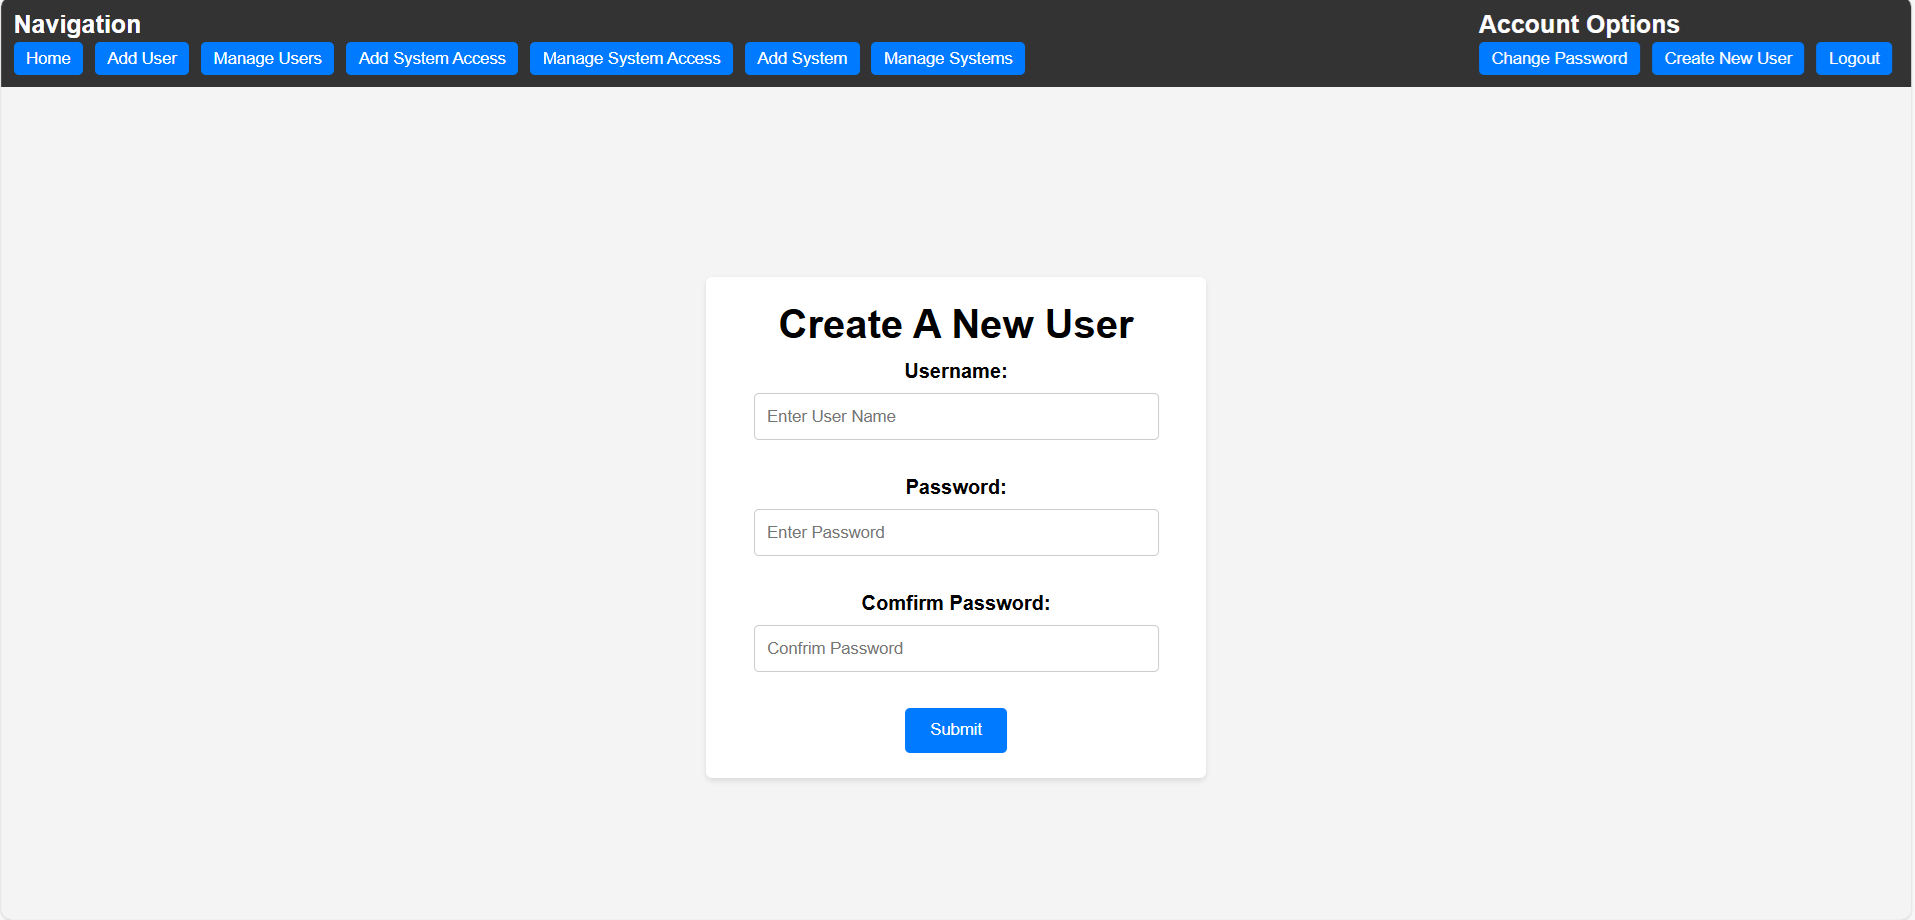 Navigation
Home Add User Manage Users Add System Access Manage System Access Add System Manage Systems
Account Options
Change Password Create New User Logout
Create A New User
Username:
Enter User Name
Password:
Enter Password
Comfirm Password:
Confrim Password
Submit